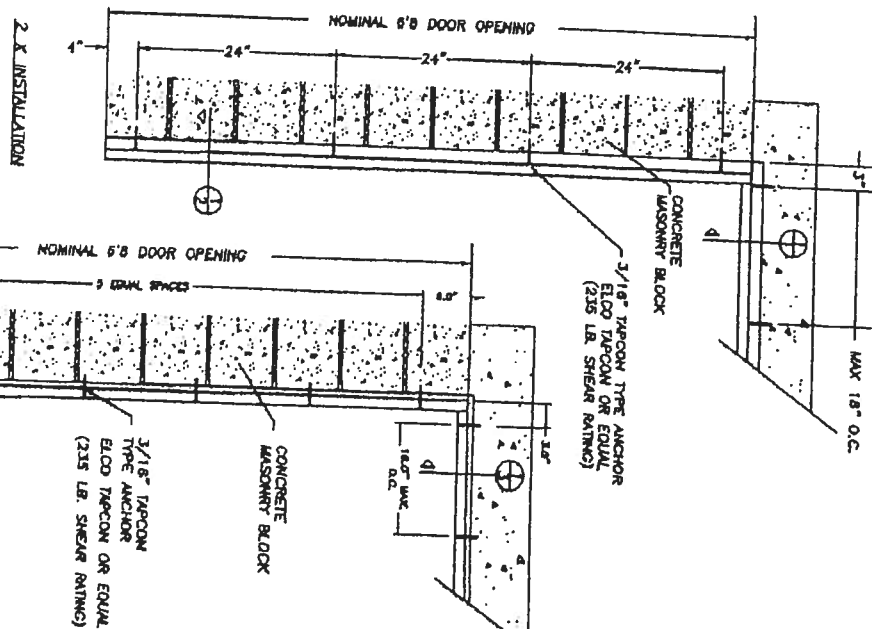 NOMINAL 6'8 DOOR OPENING
4"
24"
24"
24"
3"
MAX 18" O.C.
CONCRETE
MASONRY BLOCK
3/16" TAPCON TYPE ANCHOR
ELCO TAPCON OR EQUAL
(235 LB. SHEAR RATING)
2 X INSTALLATION
NOMINAL 6'8 DOOR OPENING
5 EQUAL SPACES
3.0"
MAX.
O.C.
CONCRETE
MASONRY BLOCK
3/16" TAPCON
TYPE ANCHOR
ELCO TAPCON OR EQUAL
(235 LB. SHEAR RATING)